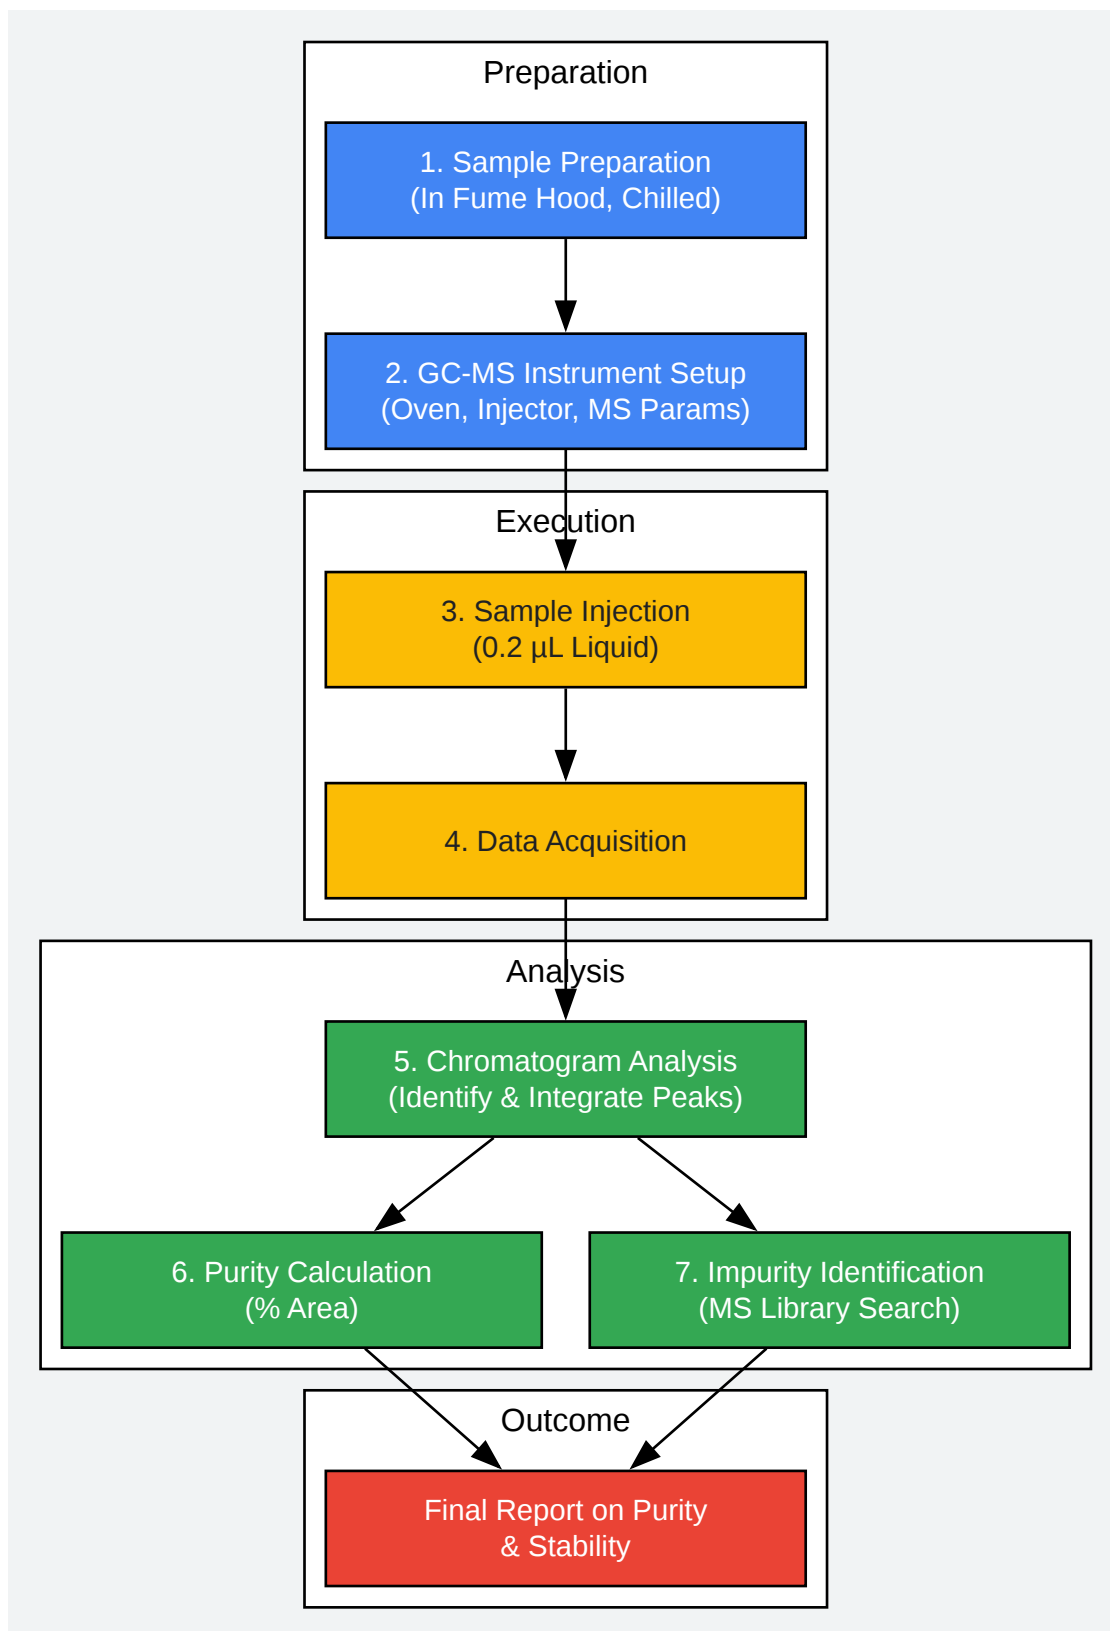 Preparation
1. Sample Preparation
(In Fume Hood, Chilled)
2. GC-MS Instrument Setup
(Oven, Injector, MS Params)
Execution
3. Sample Injection
(0.2 µL Liquid)
4. Data Acquisition
Analysis
5. Chromatogram Analysis
(Identify & Integrate Peaks)
6. Purity Calculation
(% Area)
7. Impurity Identification
(MS Library Search)
Outcome
Final Report on Purity
& Stability